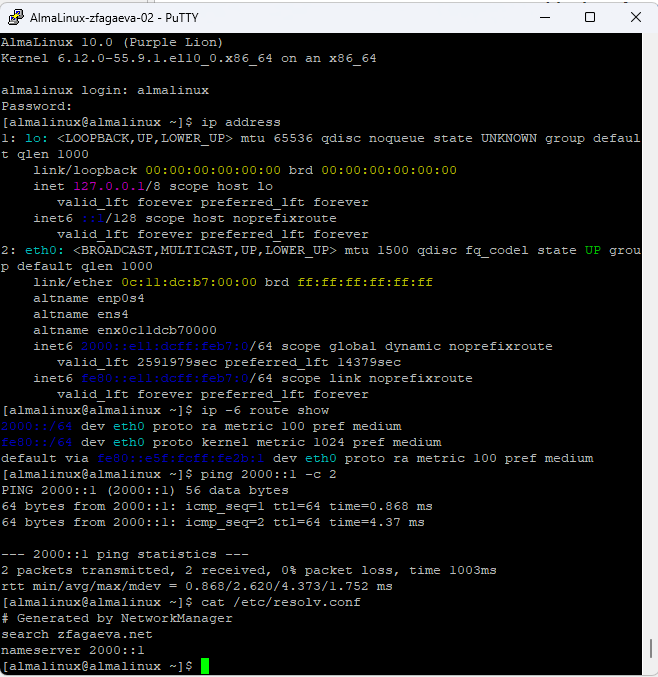 AlmaLinux-zfagaeva-02 - PuTTY
AlmaLinux 10.0 (Purple Lion)
Kernel 6.12.0-55.9.1.el10_0.x86_64 on an x86_64
almalinux login: almalinux
Password:
[almalinux@almalinux ~]$ ip address
1: lo: <LOOPBACK,UP,LOWER_UP> mtu 65536 qdisc noqueue state UNKNOWN group defaul
t qlen 1000
    link/loopback 00:00:00:00:00:00 brd 00:00:00:00:00:00
    inet 127.0.0.1/8 scope host lo
       valid_lft forever preferred_lft forever
    inet6 ::1/128 scope host noprefixroute
       valid_lft forever preferred_lft forever
2: eth0: <BROADCAST,MULTICAST,UP,LOWER_UP> mtu 1500 qdisc fq_codel state UP grou
p default qlen 1000
    link/ether 0c:11:dc:b7:00:00 brd ff:ff:ff:ff:ff:ff
    altname enp0s4
    altname ens4
    altname enx0c11dcb70000
    inet6 2000::e11:dcff:feb7:0/64 scope global dynamic noprefixroute
       valid_lft 2591979sec preferred_lft 14379sec
    inet6 fe80::e11:dcff:feb7:0/64 scope link noprefixroute
       valid_lft forever preferred_lft forever
[almalinux@almalinux ~]$ ip -6 route show
2000::/64 dev eth0 proto ra metric 100 pref medium
fe80::/64 dev eth0 proto kernel metric 1024 pref medium
default via fe80::e5f:fcff:fe2b:1 dev eth0 proto ra metric 100 pref medium
[almalinux@almalinux ~]$ ping 2000::1 -c 2
PING 2000::1 (2000::1) 56 data bytes
64 bytes from 2000::1: icmp_seq=1 ttl=64 time=0.868 ms
64 bytes from 2000::1: icmp_seq=2 ttl=64 time=4.37 ms
--- 2000::1 ping statistics ---
2 packets transmitted, 2 received, 0% packet loss, time 1003ms
rtt min/avg/max/mdev = 0.868/2.620/4.373/1.752 ms
[almalinux@almalinux ~]$ cat /etc/resolv.conf
# Generated by NetworkManager
search zfagaeva.net
nameserver 2000::1
[almalinux@almalinux ~]$